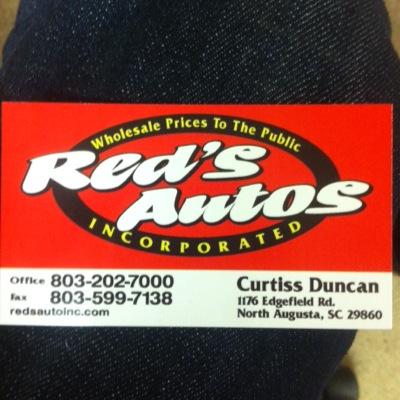 Wholesale Prices To The Public
Red's
Autos
INCORPORATED
Office 803-202-7000
Fax 803-599-7138
redsautoinc.com
Curtiss Duncan
1176 Edgefield Rd.
North Augusta, SC 29860